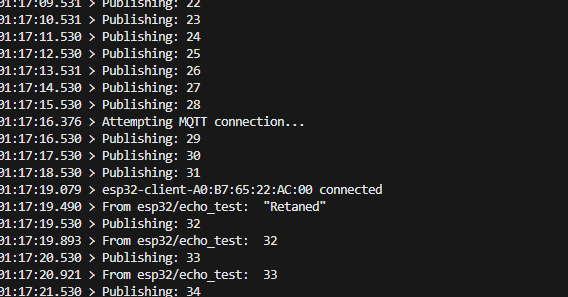 01:17:09.531 > Publishing: 22
01:17:10.531 > Publishing: 23
01:17:11.530 > Publishing: 24
01:17:12.530 > Publishing: 25
01:17:13.531 > Publishing: 26
01:17:14.530 > Publishing: 27
01:17:15.530 > Publishing: 28
01:17:16.376 > Attempting MQTT connection...
01:17:16.530 > Publishing: 29
01:17:17.530 > Publishing: 30
01:17:18.530 > Publishing: 31
01:17:19.079 > esp32-client-A0:B7:65:22:AC:00 connected
01:17:19.490 > From esp32/echo_test:  "Retaned"
01:17:19.530 > Publishing: 32
01:17:19.893 > From esp32/echo_test:  32
01:17:20.530 > Publishing: 33
01:17:20.921 > From esp32/echo_test:  33
01:17:21.530 > Publishing: 34